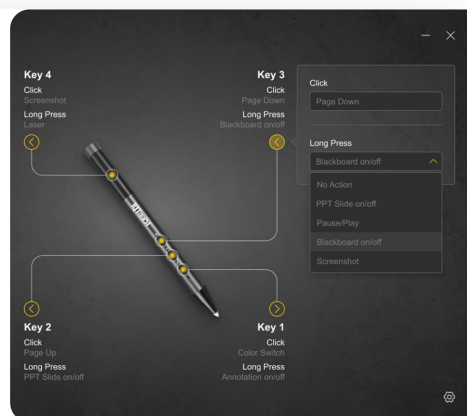 Key 4
Click
Screenshot
Long Press
Laser
Key 3
Click
Page Down
Long Press
Blackboard on/off
Click
Page Down
Long Press
Blackboard on/off
No Action
PPT Slide on/off
Pause/Play
Blackboard on/off
Screenshot
Key 2
Click
Page Up
Long Press
PPT Slide on/off
Key 1
Click
Color Switch
Long Press
Annotation on/off